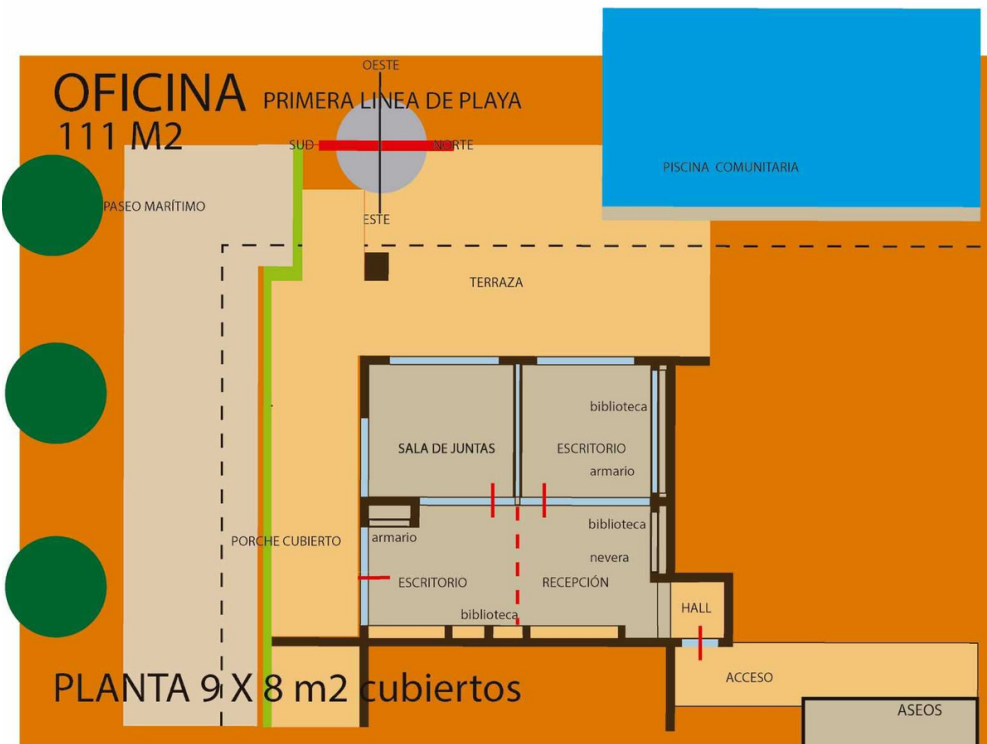 OESTE
OFICINA PRIMERA LINEA DE PLAYA
111 M2
SUD NORTE
PISCINA COMUNITARIA
PASEO MARÍTIMO
ESTE
TERRAZA
biblioteca
SALA DE JUNTAS ESCRITORIO
armario
biblioteca
PORCHE CUBIERTO armario
nevera
ESCRITORIO RECEPCIÓN
HALL
biblioteca
ACCESO
PLANTA 9 X 8 m2 cubiertos
ASEOS